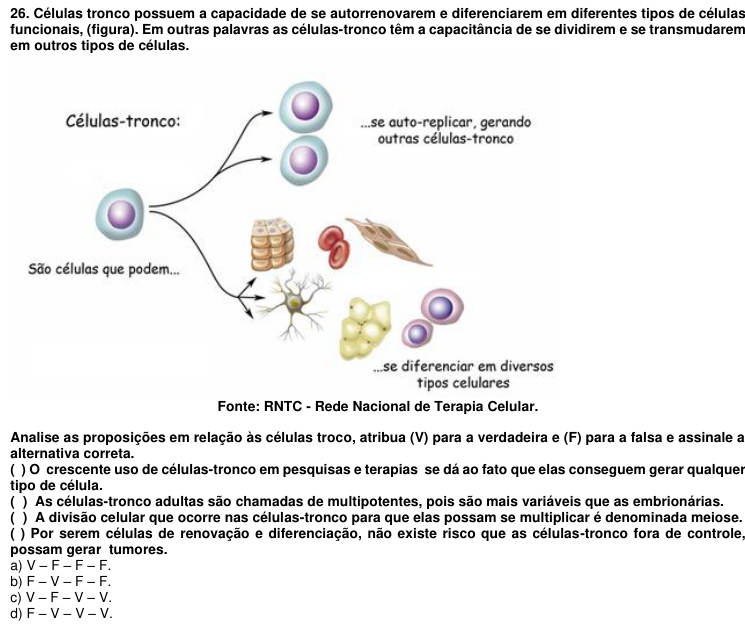 26. Células tronco possuem a capacidade de se autorrenovarem e diferenciarem em diferentes tipos de células
funcionais, (figura). Em outras palavras as células-tronco têm a capacitância de se dividirem e se transmudarem
em outros tipos de células.
Células-tronco:
...se auto-replicar, gerando
outras células-tronco
São células que podem...
...se diferenciar em diversos
tipos celulares
Fonte: RNTC - Rede Nacional de Terapia Celular.
Analise as proposições em relação às células troco, atribua (V) para a verdadeira e (F) para a falsa e assinale a
alternativa correta.
( ) O crescente uso de células-tronco em pesquisas e terapias se dá ao fato que elas conseguem gerar qualquer
tipo de célula.
( ) As células-tronco adultas são chamadas de multipotentes, pois são mais variáveis que as embrionárias.
( ) A divisão celular que ocorre nas células-tronco para que elas possam se multiplicar é denominada meiose.
( ) Por serem células de renovação e diferenciação, não existe risco que as células-tronco fora de controle,
possam gerar tumores.
a) V – F – F – F.
b) F – V – F – F.
c) V – F – V – V.
d) F – V – V – V.